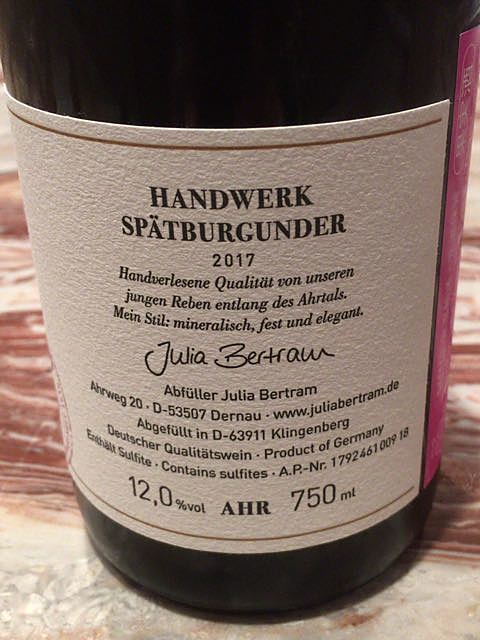 HANDWERK
SPÄTBURGUNDER
2017
Handverlesene Qualität von unseren
jungen Reben entlang des Ahrtals.
Mein Stil: mineralisch, fest und elegant.
Julia Bertram
Abfüller Julia Bertram
Ahrweg 20 · D-53507 Dernau · www.juliabertram.de
Abgefüllt in D-63911 Klingenberg
Deutscher Qualitätswein · Product of Germany
Enthält Sulfite · Contains sulfites · A.P.-Nr. 1792461 009 18
12,0 %vol AHR 750 ml